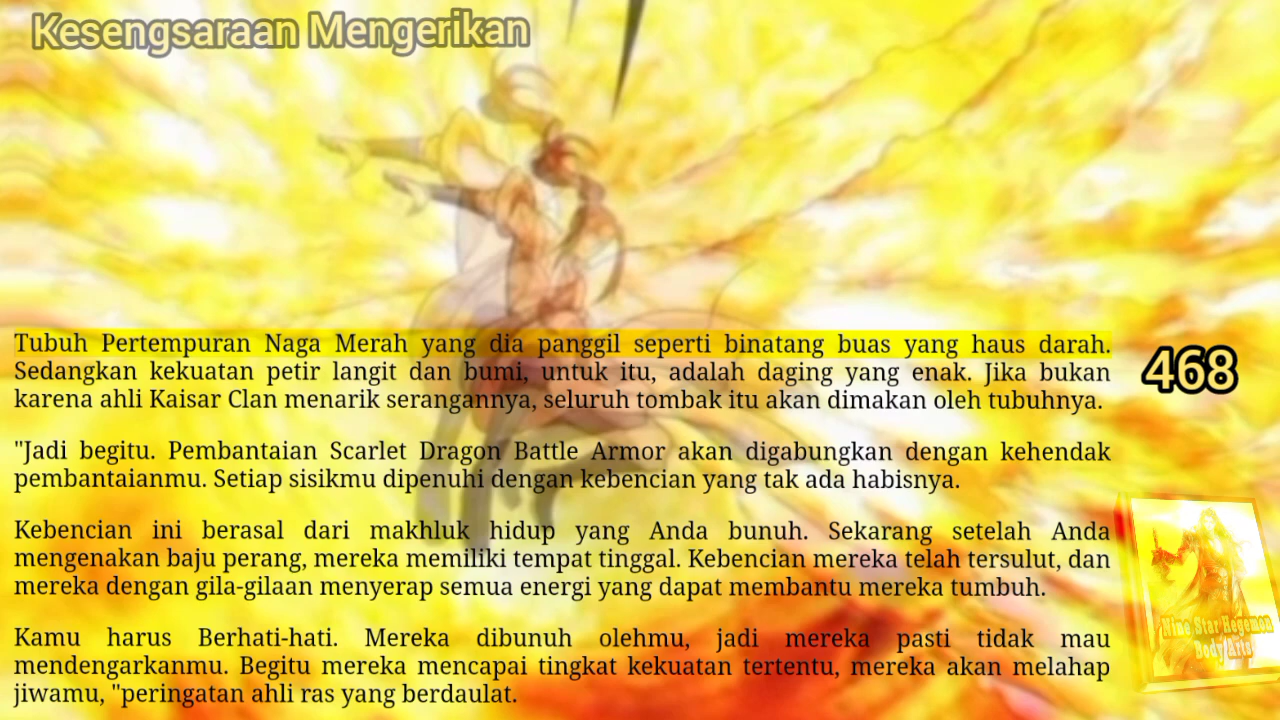 Kesengsaraan Mengerikan
Tubuh Pertempuran Naga Merah yang dia panggil seperti binatang buas yang haus darah.
Sedangkan kekuatan petir langit dan bumi, untuk itu, adalah daging yang enak. Jika bukan
karena ahli Kaisar Clan menarik serangannya, seluruh tombak itu akan dimakan oleh tubuhnya.
"Jadi begitu. Pembantaian Scarlet Dragon Battle Armor akan digabungkan dengan kehendak
pembantaianmu. Setiap sisikmu dipenuhi dengan kebencian yang tak ada habisnya.
Kebencian ini berasal dari makhluk hidup yang Anda bunuh. Sekarang setelah Anda
mengenakan baju perang, mereka memiliki tempat tinggal. Kebencian mereka telah tersulut, dan
mereka dengan gila-gilaan menyerap semua energi yang dapat membantu mereka tumbuh.
Kamu harus Berhati-hati. Mereka dibunuh olehmu, jadi mereka pasti tidak mau
mendengarkanmu. Begitu mereka mencapai tingkat kekuatan tertentu, mereka akan melahap
jiwamu, "peringatan ahli ras yang berdaulat.
468
Nine Star Hegemon
Body Arts